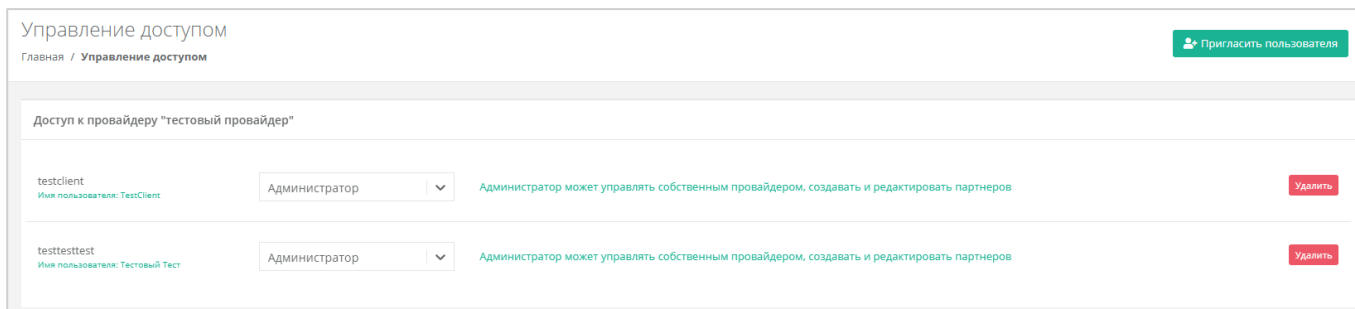 Управление доступом
Главная / Управление доступом
Пригласить пользователя
Доступ к провайдеру "тестовый провайдер"
testclient
Имя пользователя: TestClient
Администратор
Администратор может управлять собственным провайдером, создавать и редактировать партнеров
Удалить
testtesttest
Имя пользователя: Тестовый Тест
Администратор
Администратор может управлять собственным провайдером, создавать и редактировать партнеров
Удалить